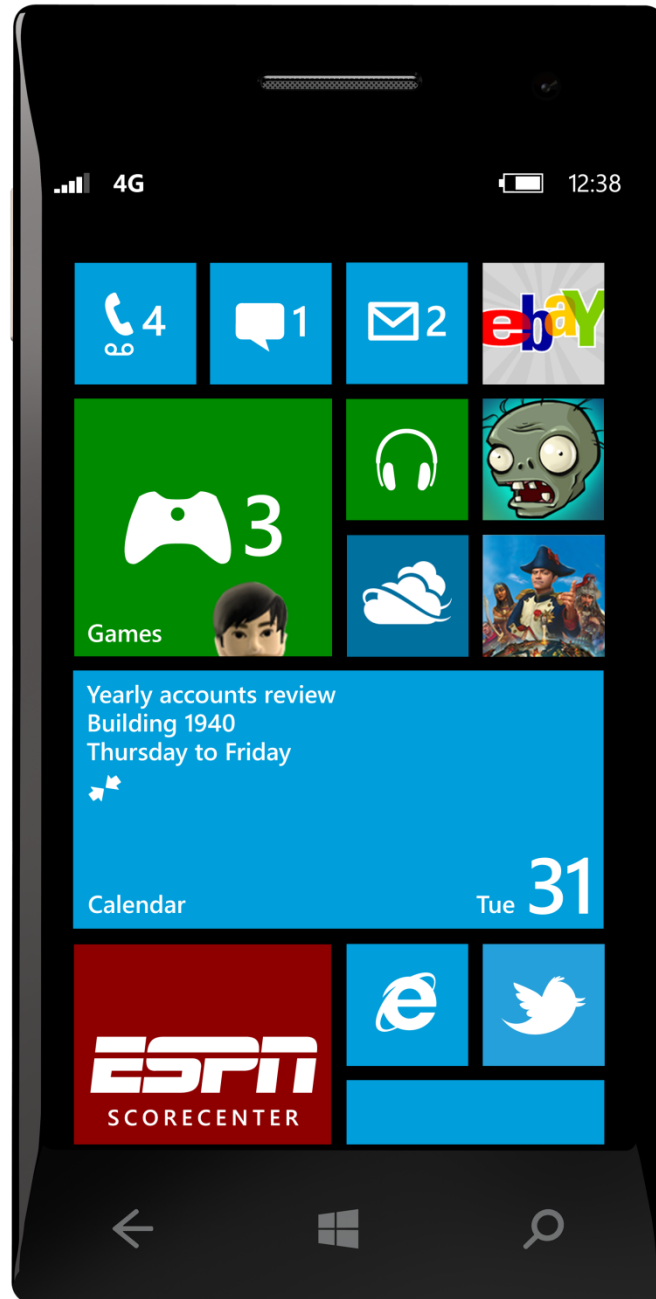 4G
12:38
4
1
2
ebaY
3
Games
Yearly accounts review
Building 1940
Thursday to Friday
Calendar
Tue 31
ESPN
SCORECENTER